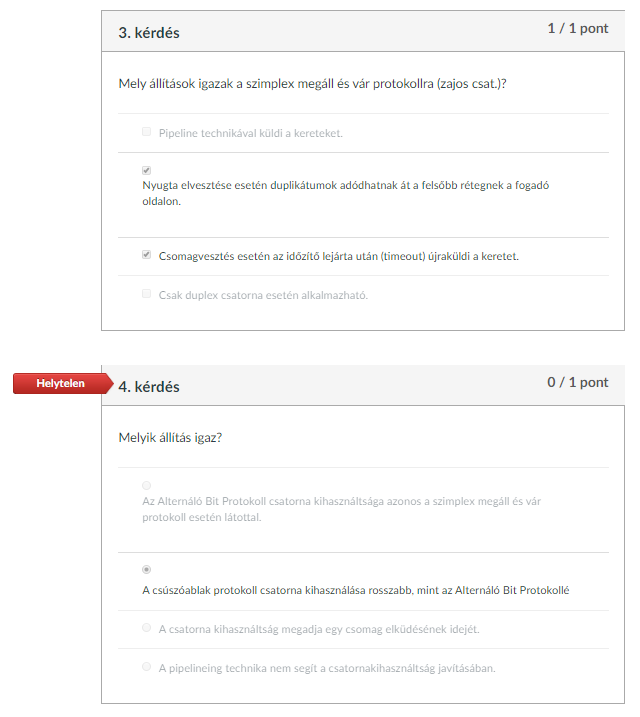 3. kérdés
1 / 1 pont
Mely állítások igazak a szimplex megáll és vár protokollra (zajos csat.)?
Pipeline technikával küldi a kereteket.
Nyugta elvesztése esetén duplikátumok adódhatnak át a felsőbb rétegnek a fogadó
oldalon.
Csomagvesztés esetén az időzítő lejárta után (timeout) újraküldi a keretet.
Csak duplex csatorna esetén alkalmazható.
Helytelen
4. kérdés
0 / 1 pont
Melyik állítás igaz?
Az Alternáló Bit Protokoll csatorna kihasználtsága azonos a szimplex megáll és vár
protokoll esetén látottal.
A csúszóablak protokoll csatorna kihasználása rosszabb, mint az Alternáló Bit Protokollé
A csatorna kihasználtság megadja egy csomag elküdésének idejét.
A pipelineing technika nem segít a csatornakihasználtság javításában.